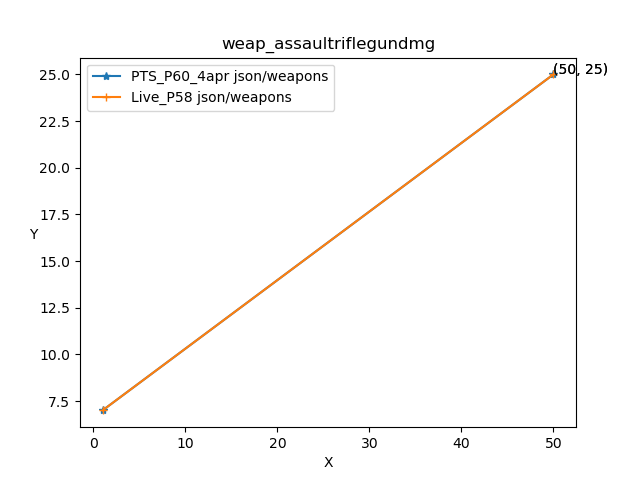 weap_assaultriflegundmg
PTS_P60_4apr json/weapons
Live_P58 json/weapons
(50, 25)
25.0
22.5
20.0
17.5
15.0
12.5
10.0
7.5
Y
0 10 20 30 40 50
X